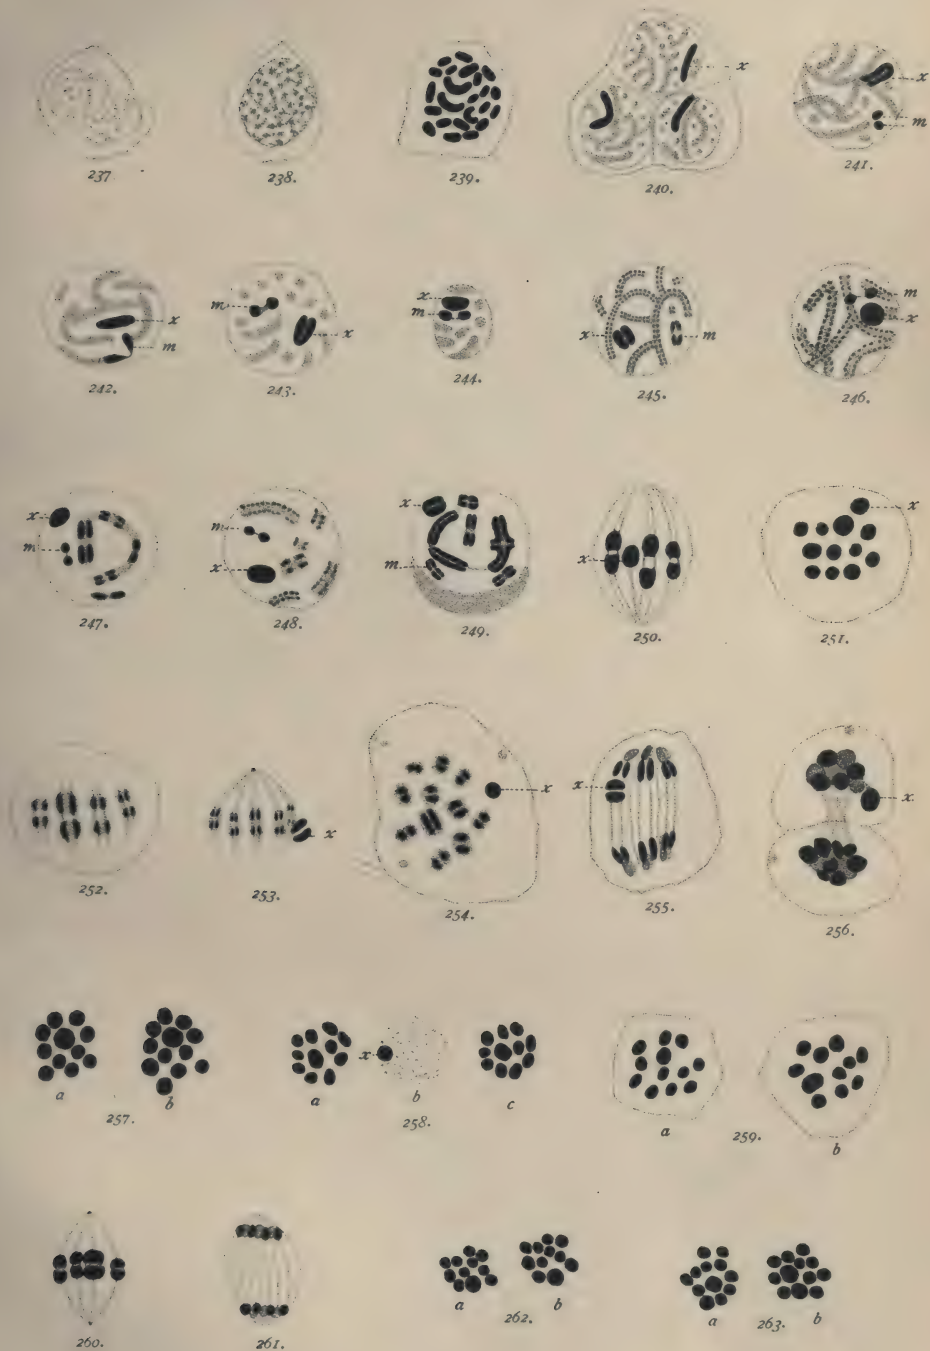 x
x
m
237.
238.
239.
240.
241.
x
m
m
x
x
m
x
m
m
x
242.
243.
244.
245.
246.
x
m
m
x
x
m
x
x
247.
248.
249.
250.
251.
x
x
x
x
252.
253.
254.
255.
256.
x
a
b
a
b
c
a
b
257.
258.
259.
a
b
a
b
260.
261.
262.
263.